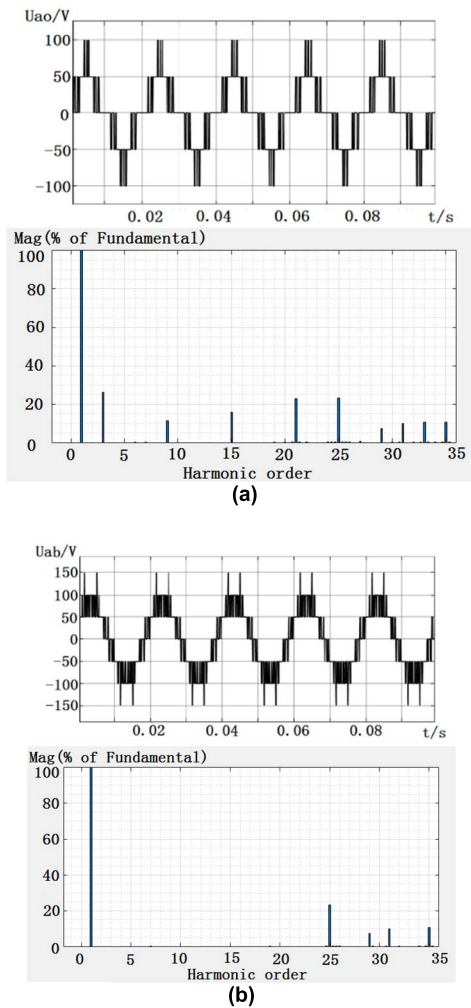 Uao/V
100
50
0
-50
-100
0.02 0.04 0.06 0.08 t/s
Mag(% of Fundamental)
100
80
60
40
20
0
0 5 10 15 20 25 30 35
Harmonic order
(a)
Uab/V
150
100
50
0
-50
-100
-150
0.02 0.04 0.06 0.08 t/s
Mag(% of Fundamental)
100
80
60
40
20
0
0 5 10 15 20 25 30 35
Harmonic order
(b)